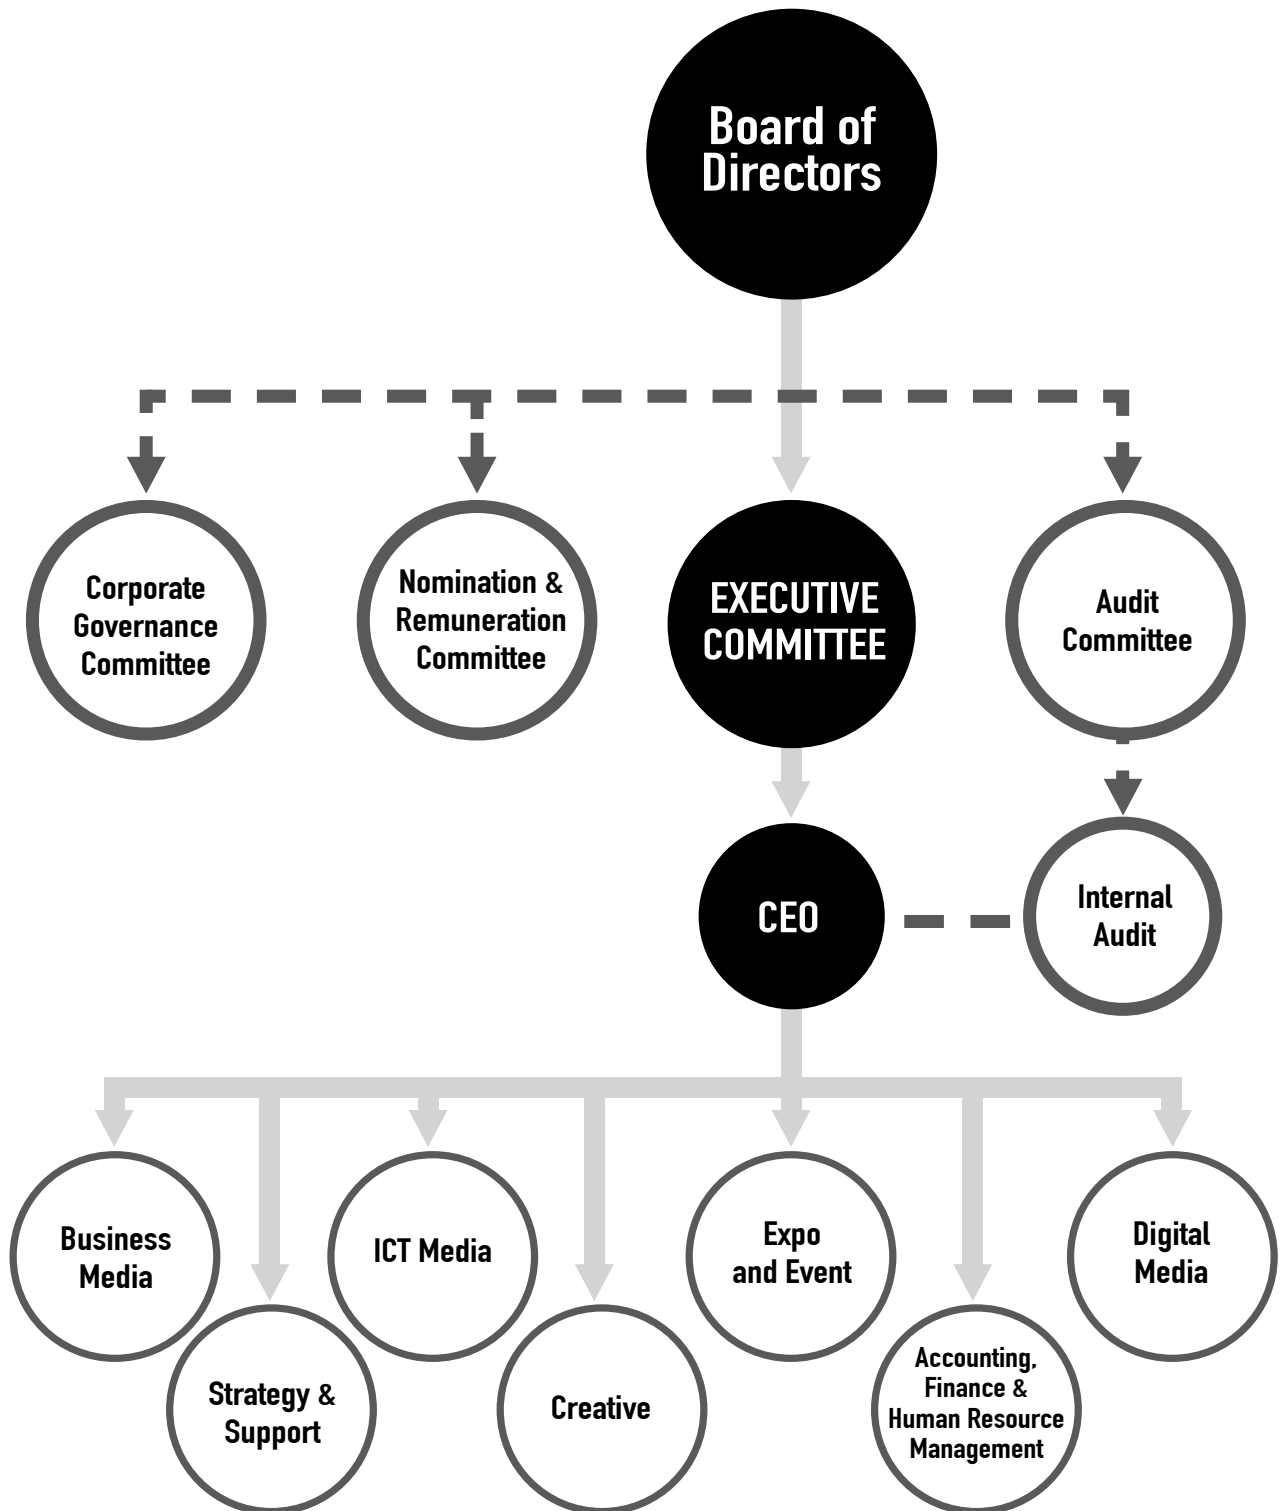 Board of
Directors
Corporate
Governance
Committee
Nomination &
Remuneration
Committee
EXECUTIVE
COMMITTEE
Audit
Committee
CEO
Internal
Audit
Business
Media
Strategy &
Support
ICT Media
Creative
Expo
and Event
Accounting,
Finance &
Human Resource
Management
Digital
Media